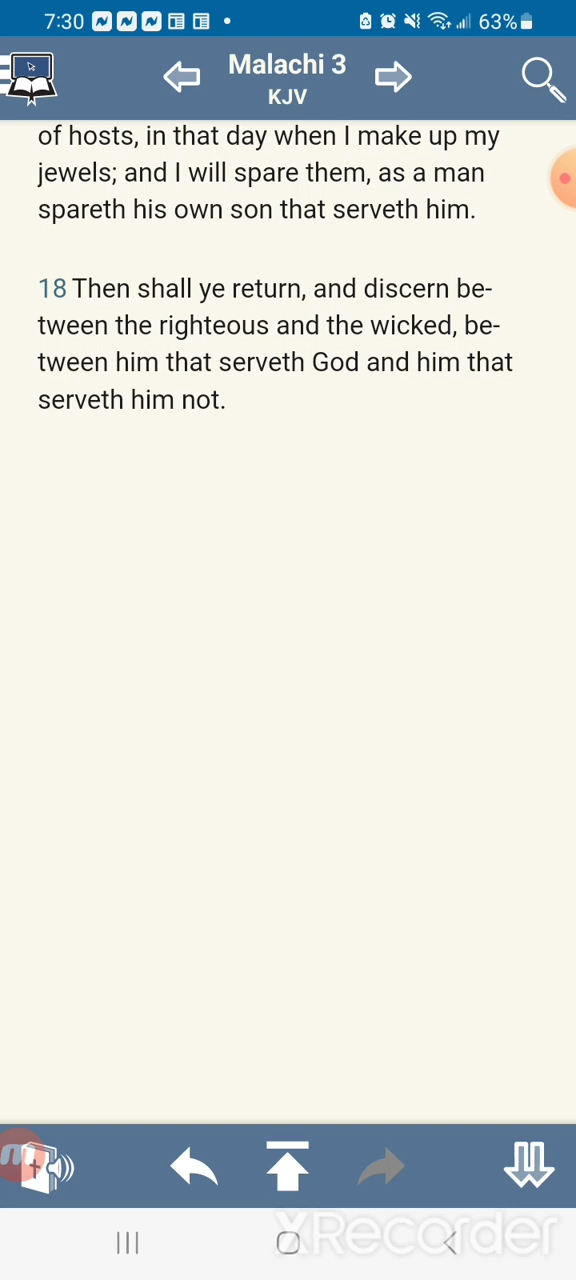 7:30
63%
Malachi 3
KJV
of hosts, in that day when I make up my
jewels; and I will spare them, as a man
spareth his own son that serveth him.
18 Then shall ye return, and discern be-
tween the righteous and the wicked, be-
tween him that serveth God and him that
serveth him not.
XRecorder